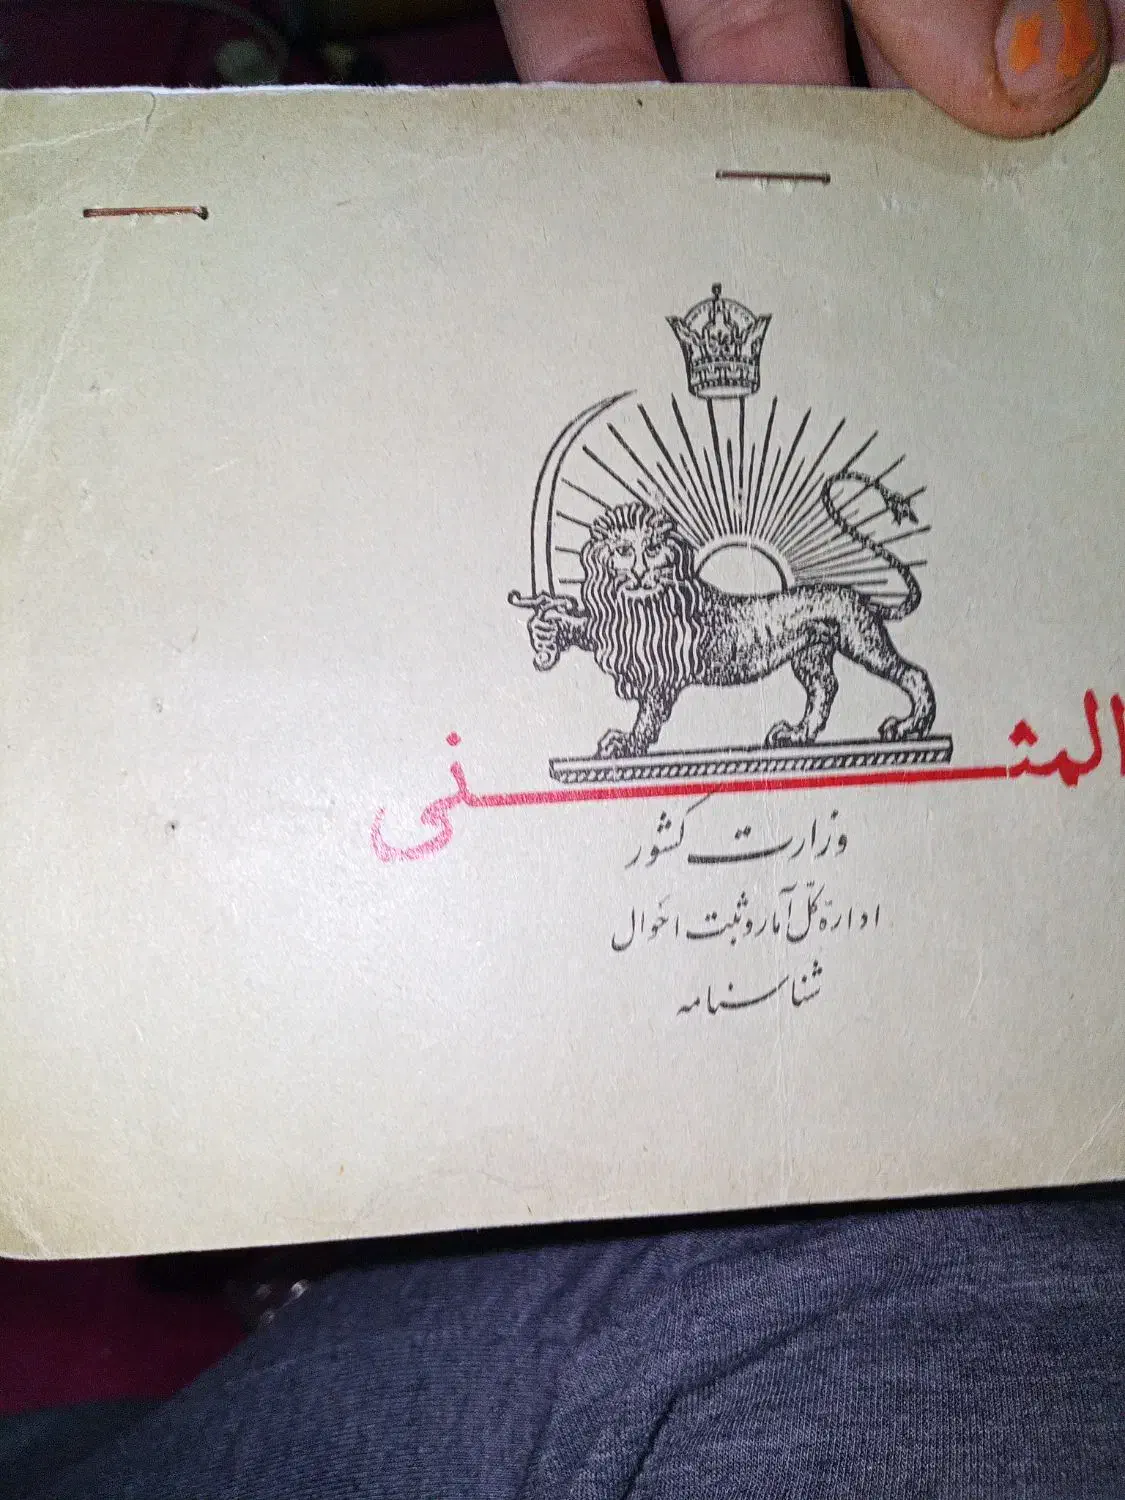 المثنی
وزارت کشور
ادارهٔ کلّ آمار و ثبت احوال
شناسنامه